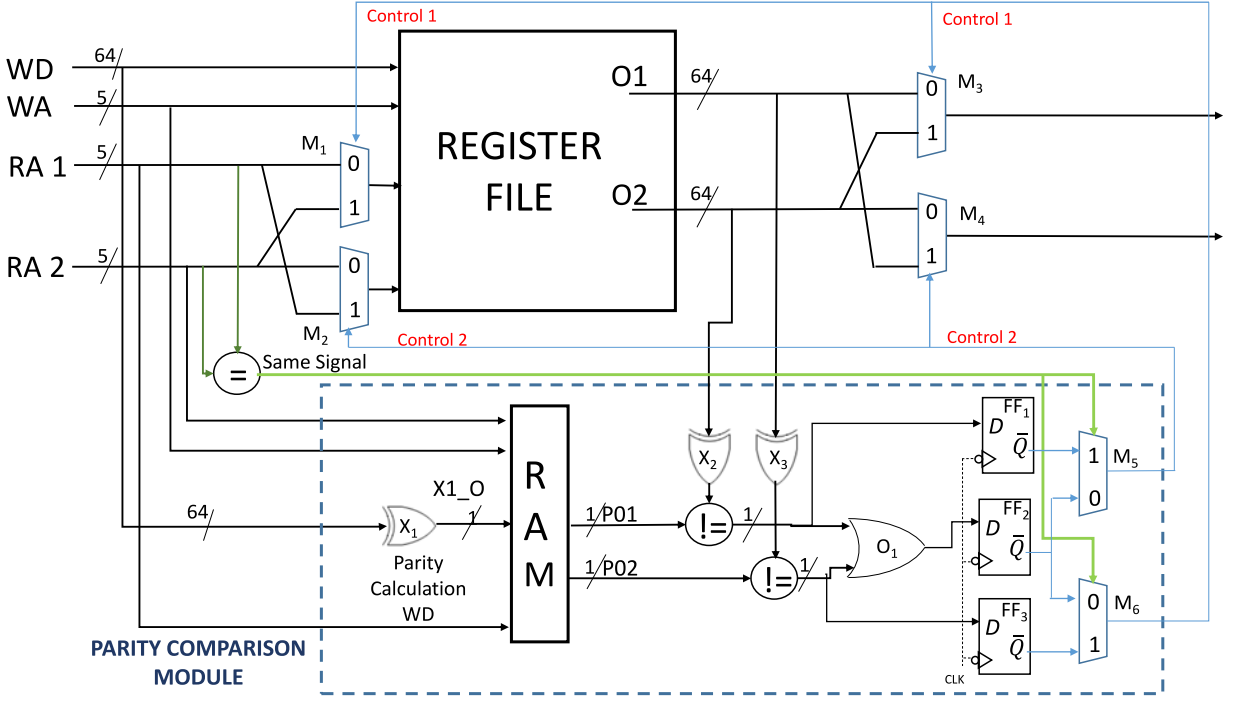 Control 1
Control 1
WD
64
WA
5
RA 1
5
RA 2
5
M1
0
1
0
1
M2
REGISTER
FILE
O1
64
O2
64
0
1
M3
0
1
M4
Control 2
Control 2
=
Same Signal
64
X1
X1_O
1
Parity
Calculation
WD
R
A
M
1
P01
1
P02
X2
X3
!=
1
!=
1
O1
FF1
D
Q̅
FF2
D
Q̅
FF3
D
Q̅
CLK
1
0
M5
0
1
M6
PARITY COMPARISON
MODULE